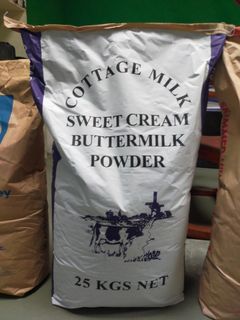 COTTAGE MILK
SWEET CREAM
BUTTERMILK
POWDER
25 KGS NET